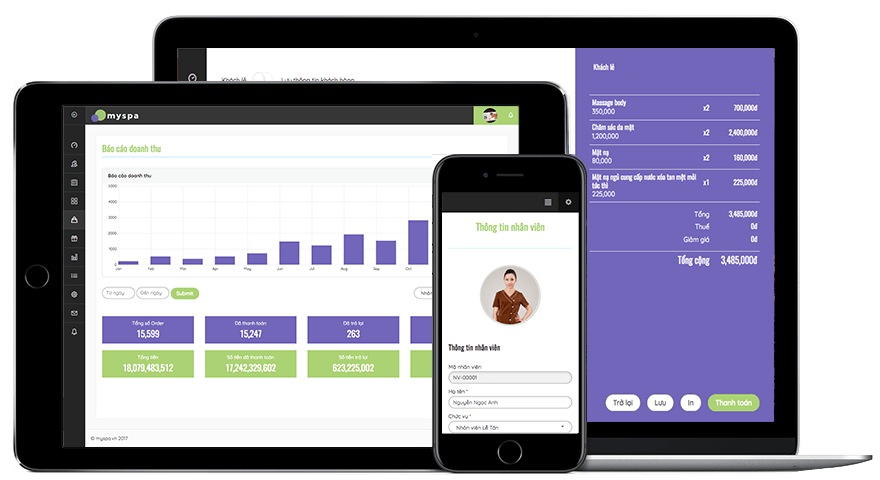 Khách lẻ
Lưu thông tin khách hàng
Khách lẻ
Massage body
350,000
x2
700,000đ
Chăm sóc da mặt
1,200,000
x2
2,400,000đ
Mặt nạ
80,000
x2
160,000đ
Mặt nạ ngủ cung cấp nước xóa tan mệt mỏi
tức thì
225,000
x1
225,000đ
Tổng
3,485,000đ
Thuế
0đ
Giảm giá
0đ
Tổng cộng
3,485,000đ
Trở lại
Lưu
In
Thanh toán
myspa
Báo cáo doanh thu
Báo cáo doanh thu
5000
4000
3000
2000
1000
0
Jan
Feb
Mar
Apr
May
Jun
Jul
Aug
Sep
Oct
Từ ngày
Đến ngày
Submit
Nhân
Tổng số Order
15,599
Đã thanh toán
15,247
Đã trả lại
263
Tổng tiền
18,079,483,512
Số tiền đã thanh toán
17,242,329,602
Số tiền trả lại
623,225,002
© myspa.vn 2017
Thông tin nhân viên
Thông tin nhân viên
Mã nhân viên:
NV-00001
Họ tên *
Nguyễn Ngọc Anh
Chức vụ *
Nhân viên Lễ Tân